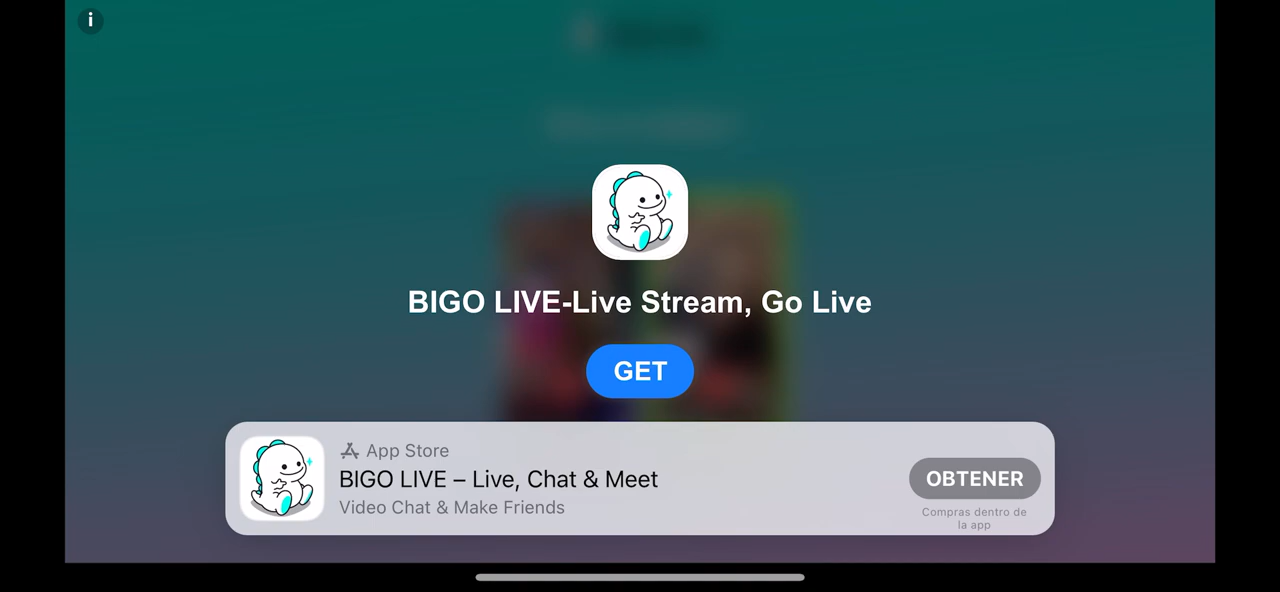 i
BIGO LIVE-Live Stream, Go Live
GET
App Store
BIGO LIVE – Live, Chat & Meet
Video Chat & Make Friends
OBTENER
Compras dentro de
la app